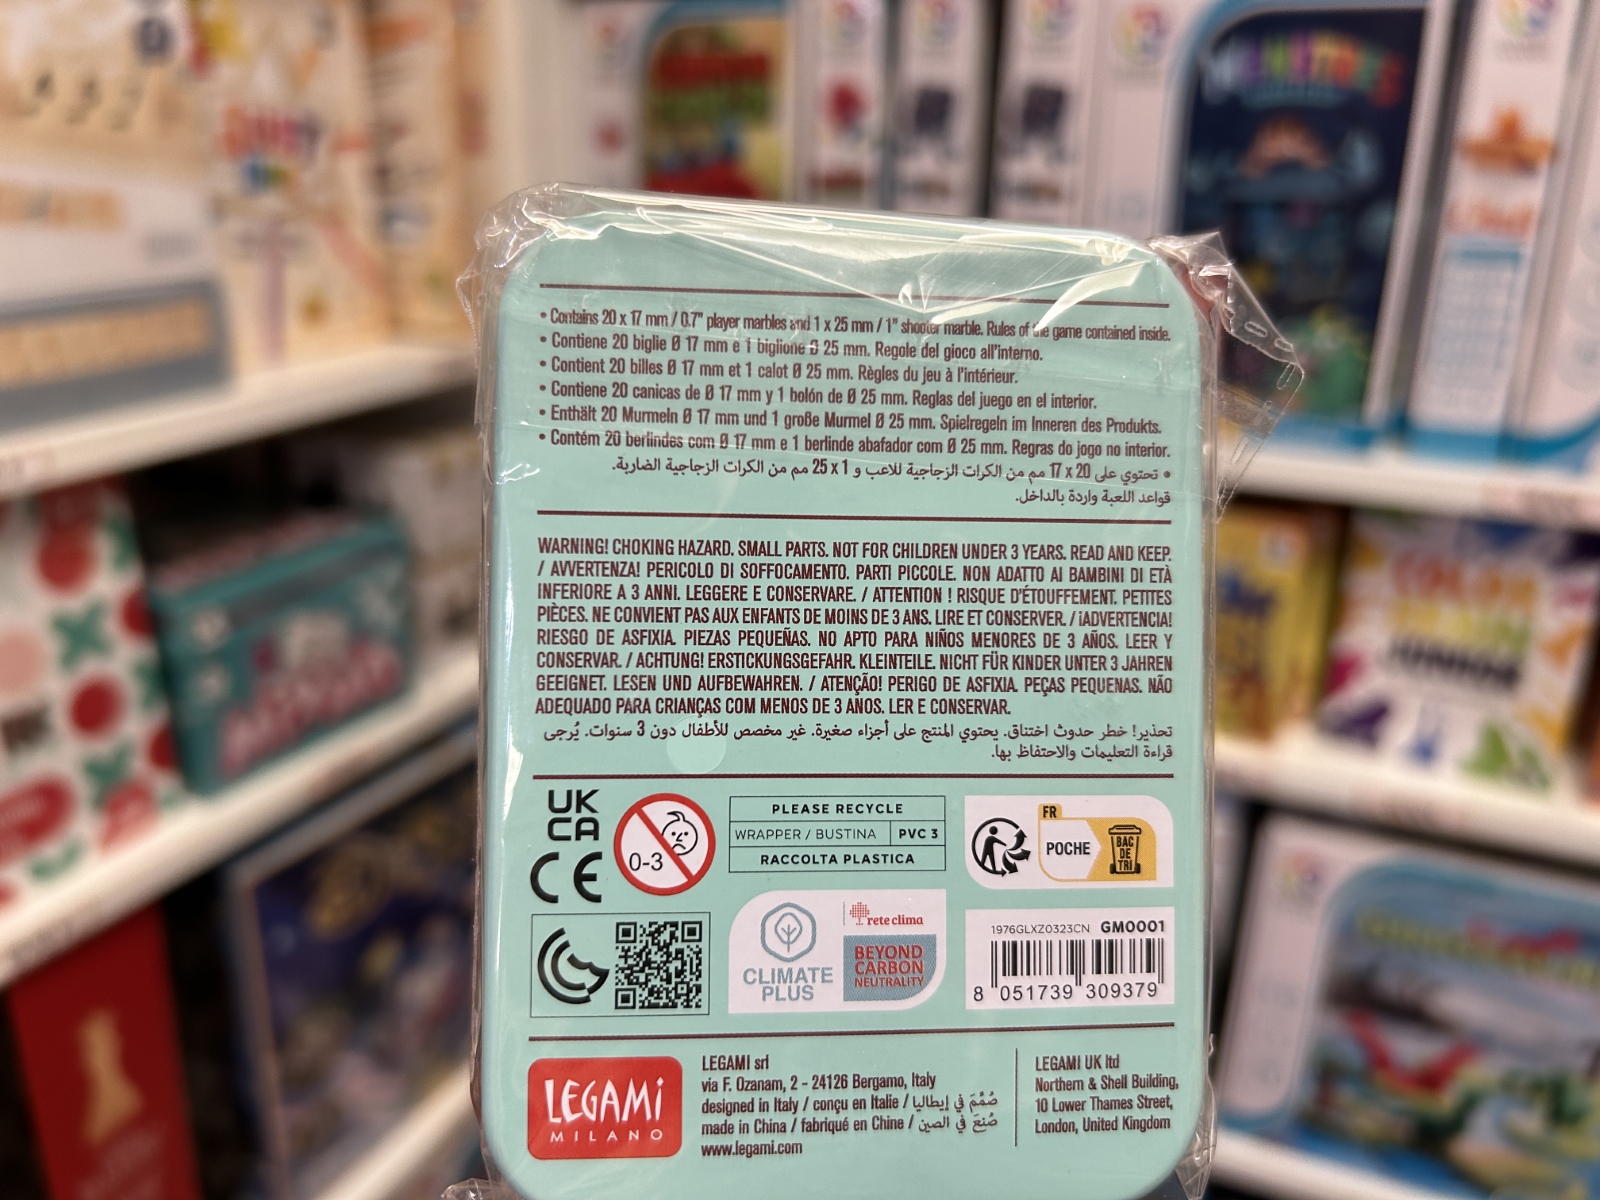 • Contains 20 x 17 mm / 0.7" player marbles and 1 x 25 mm / 1" shooter marble. Rules of the game contained inside.
• Contiene 20 biglie Ø 17 mm e 1 biglione Ø 25 mm. Regole del gioco all'interno.
• Contient 20 billes Ø 17 mm et 1 calot Ø 25 mm. Règles du jeu à l'intérieur.
• Contiene 20 canicas de Ø 17 mm y 1 bolón de Ø 25 mm. Reglas del juego en el interior.
• Enthält 20 Murmeln Ø 17 mm und 1 große Murmel Ø 25 mm. Spielregeln im Inneren des Produkts.
• Contém 20 berlindes com Ø 17 mm e 1 berlinde abafador com Ø 25 mm. Regras do jogo no interior.
• تحتوي على 20 x 17 مم من الكرات الزجاجية للاعب و 1 x 25 مم من الكرات الزجاجية الضاربة.
قواعد اللعبة واردة بالداخل.
WARNING! CHOKING HAZARD. SMALL PARTS. NOT FOR CHILDREN UNDER 3 YEARS. READ AND KEEP.
/ AVVERTENZA! PERICOLO DI SOFFOCAMENTO. PARTI PICCOLE. NON ADATTO AI BAMBINI DI ETÀ
INFERIORE A 3 ANNI. LEGGERE E CONSERVARE. / ATTENTION ! RISQUE D'ÉTOUFFEMENT. PETITES
PIÈCES. NE CONVIENT PAS AUX ENFANTS DE MOINS DE 3 ANS. LIRE ET CONSERVER. / ¡ADVERTENCIA!
RIESGO DE ASFIXIA. PIEZAS PEQUEÑAS. NO APTO PARA NIÑOS MENORES DE 3 AÑOS. LEER Y
CONSERVAR. / ACHTUNG! ERSTICKUNGSGEFAHR. KLEINTEILE. NICHT FÜR KINDER UNTER 3 JAHREN
GEEIGNET. LESEN UND AUFBEWAHREN. / ATENÇÃO! PERIGO DE ASFIXIA. PEÇAS PEQUENAS. NÃO
ADEQUADO PARA CRIANÇAS COM MENOS DE 3 ANOS. LER E CONSERVAR.
تحذير! خطر حدوث اختناق. يحتوي المنتج على أجزاء صغيرة. غير مخصص للأطفال دون 3 سنوات. يُرجى
قراءة التعليمات والاحتفاظ بها.
UK
CA
CE
0-3
PLEASE RECYCLE
WRAPPER / BUSTINA PVC 3
RACCOLTA PLASTICA
FR
POCHE
BAC
DE
TRI
CLIMATE
PLUS
rete clima
BEYOND
CARBON
NEUTRALITY
1976GLXZ0323CN GM0001
8 051739 309379
LEGAMI
MILANO
LEGAMI srl
via F. Ozanam, 2 - 24126 Bergamo, Italy
designed in Italy / conçu en Italie / صُمِّمَ في إيطاليا
made in China / fabriqué en Chine / صُنِعَ في الصين
www.legami.com
LEGAMI UK ltd
Northern & Shell Building,
10 Lower Thames Street,
London, United Kingdom
COLOR
JUNIOR